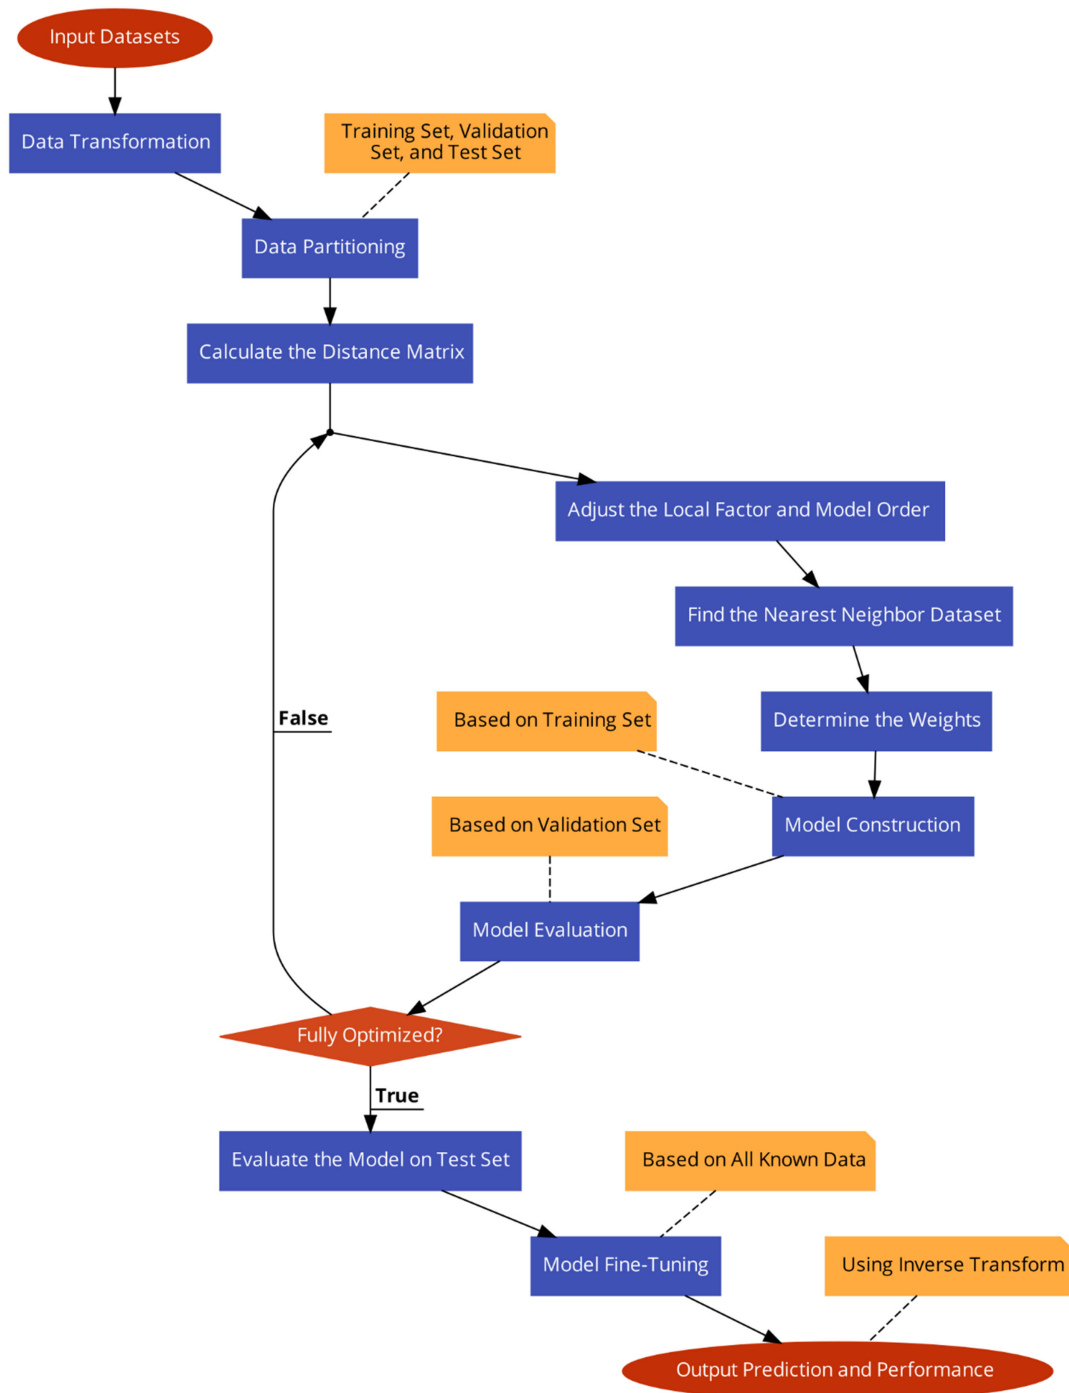 Input Datasets
Data Transformation
Training Set, Validation
Set, and Test Set
Data Partitioning
Calculate the Distance Matrix
Adjust the Local Factor and Model Order
Find the Nearest Neighbor Dataset
False
Based on Training Set
Determine the Weights
Based on Validation Set
Model Construction
Model Evaluation
Fully Optimized?
True
Evaluate the Model on Test Set
Based on All Known Data
Model Fine-Tuning
Using Inverse Transform
Output Prediction and Performance